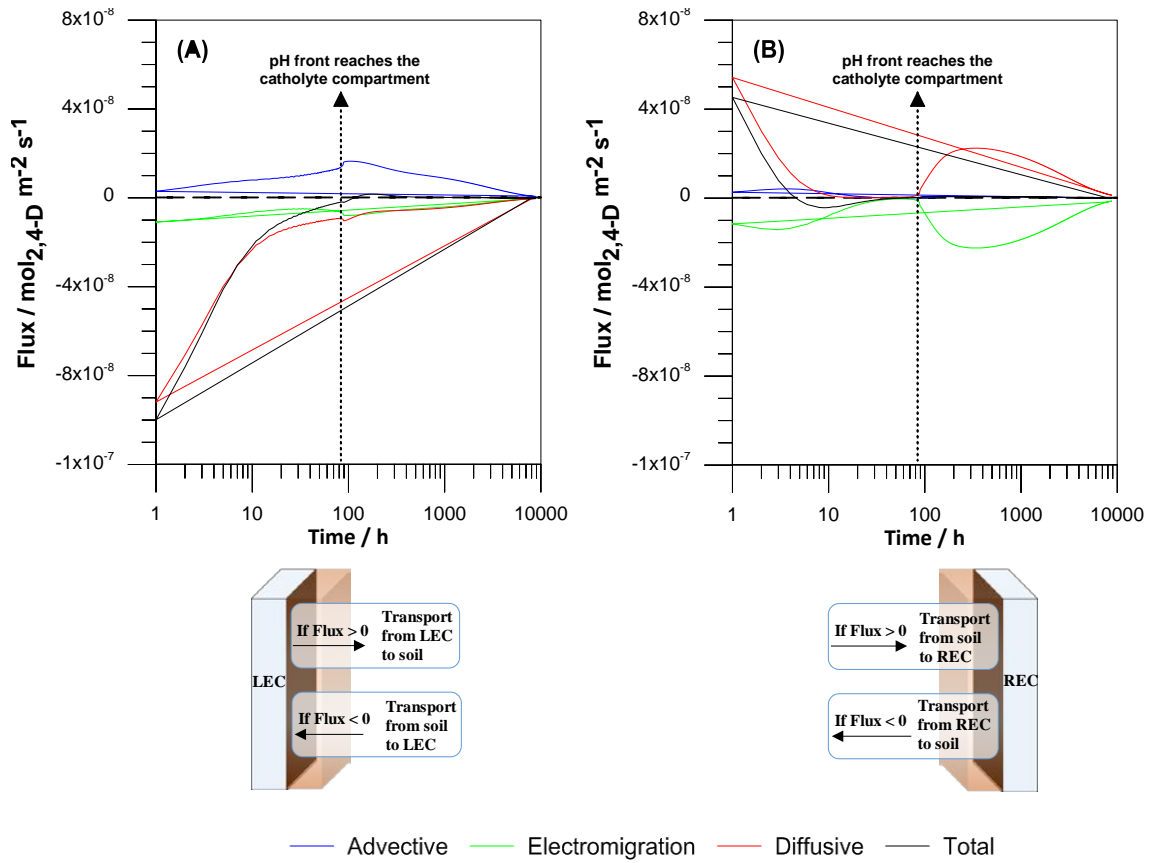 (A)
pH front reaches the
catholyte compartment
Flux / mol2,4-D m-2 s-1
8x10-8
4x10-8
0
-4x10-8
-8x10-8
-1x10-7
1
10
100
1000
10000
Time / h
(B)
pH front reaches the
catholyte compartment
Flux / mol2,4-D m-2 s-1
8x10-8
4x10-8
0
-4x10-8
-8x10-8
-1x10-7
1
10
100
1000
10000
Time / h
LEC
If Flux > 0
Transport
from LEC
to soil
If Flux < 0
Transport
from soil
to LEC
If Flux > 0
Transport
from soil
to REC
If Flux < 0
Transport
from REC
to soil
REC
Advective
Electromigration
Diffusive
Total